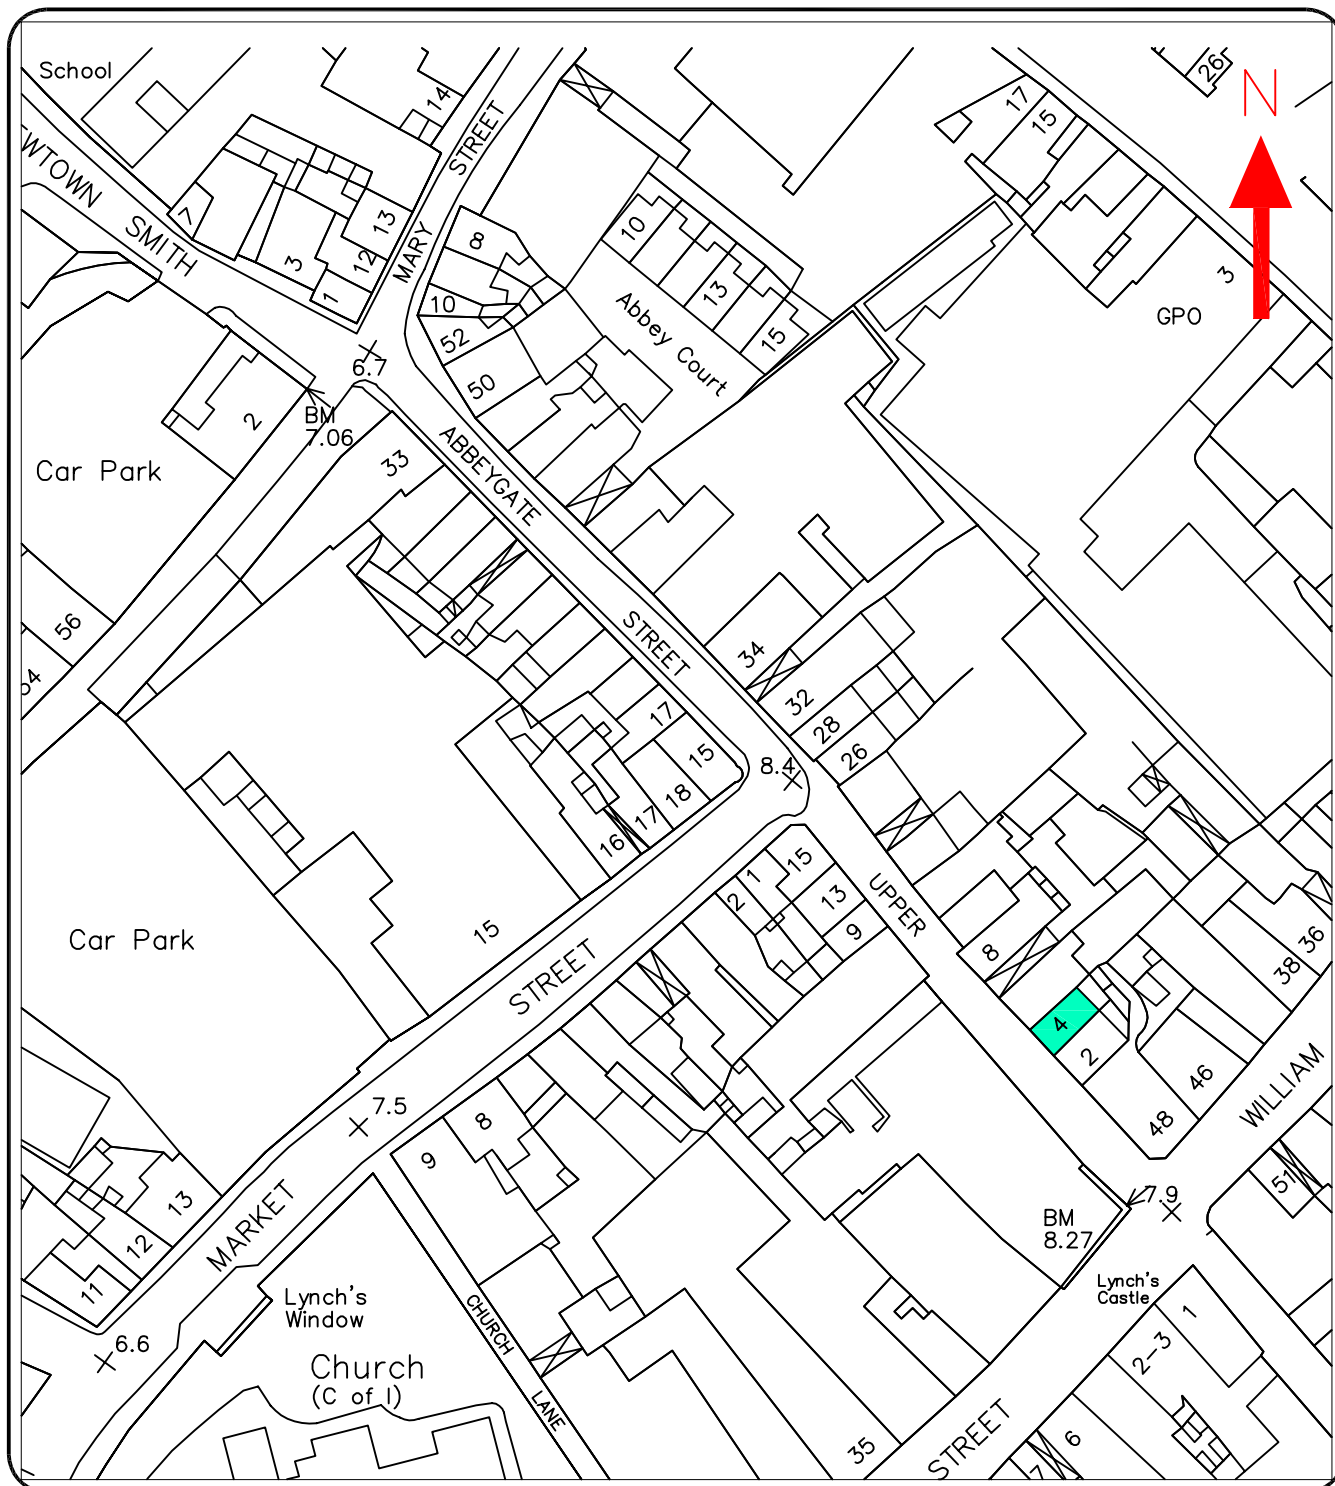 School
26
N
17
15
14
STREET
WTOWN
SMITH
7
3
13
12
1
MARY
8
10
52
50
10
13
15
Abbey Court
3
GPO
6.7
BM
7.06
2
Car Park
33
ABBEYGATE
STREET
56
54
34
32
28
26
17
15
18
17
16
8.4
UPPER
15
13
9
1
2
8
4
2
36
38
46
48
WILLIAM
Car Park
15
STREET
7.5
8
9
13
12
11
MARKET
Lynch's
Window
6.6
Church
(C of I)
CHURCH
LANE
51
7.9
BM
8.27
Lynch's
Castle
1
2-3
6
7
35
STREET